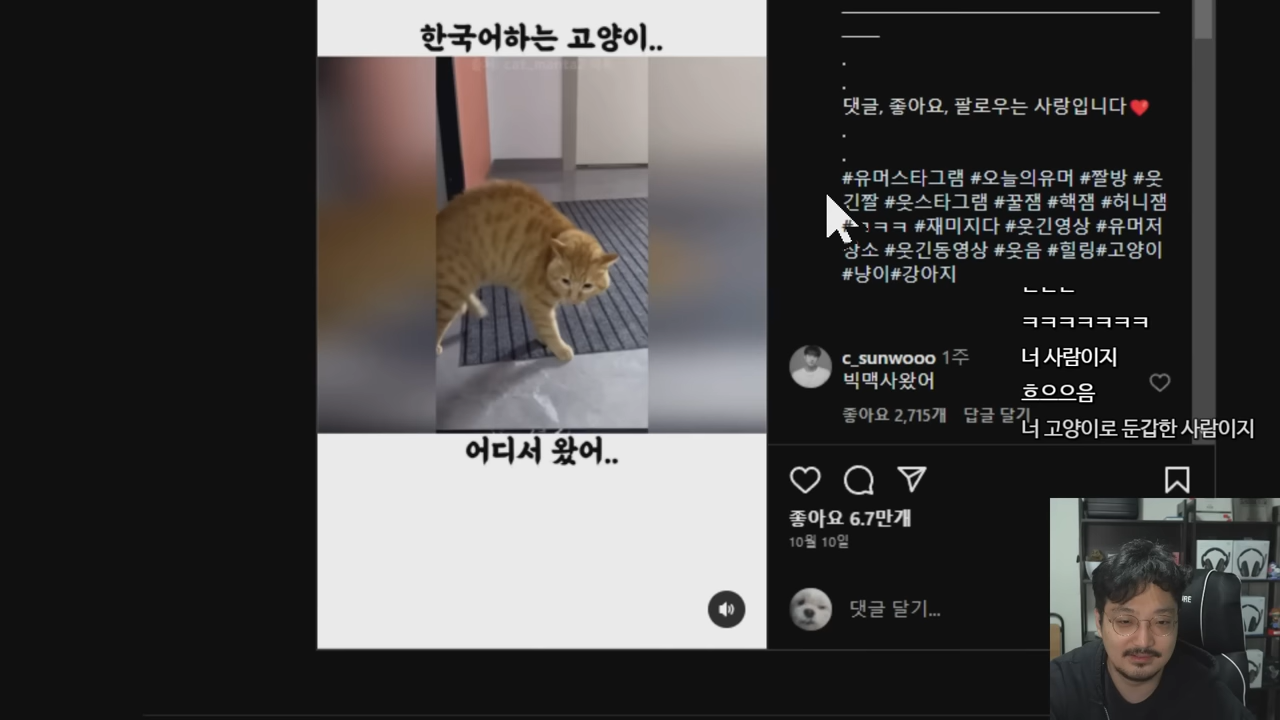 한국어하는 고양이..
어디서 왔어..
.
.
댓글, 좋아요, 팔로우는 사랑입니다❤️
.
.
#유머스타그램 #오늘의유머 #짤방 #웃
긴짤 #웃스타그램 #꿀잼 #핵잼 #허니잼
ㅋㅋ #재미지다 #웃긴영상 #유머저
장소 #웃긴동영상 #웃음 #힐링#고양이
#냥이#강아지
c_sunwooo 1주
빅맥사왔어
좋아요 2,715개 답글 달기
좋아요 6.7만개
10월 10일
댓글 달기...
ㄴㄴㄴ
ㅋㅋㅋㅋㅋㅋㅋ
너 사람이지
흐으으음
너 고양이로 둔갑한 사람이지